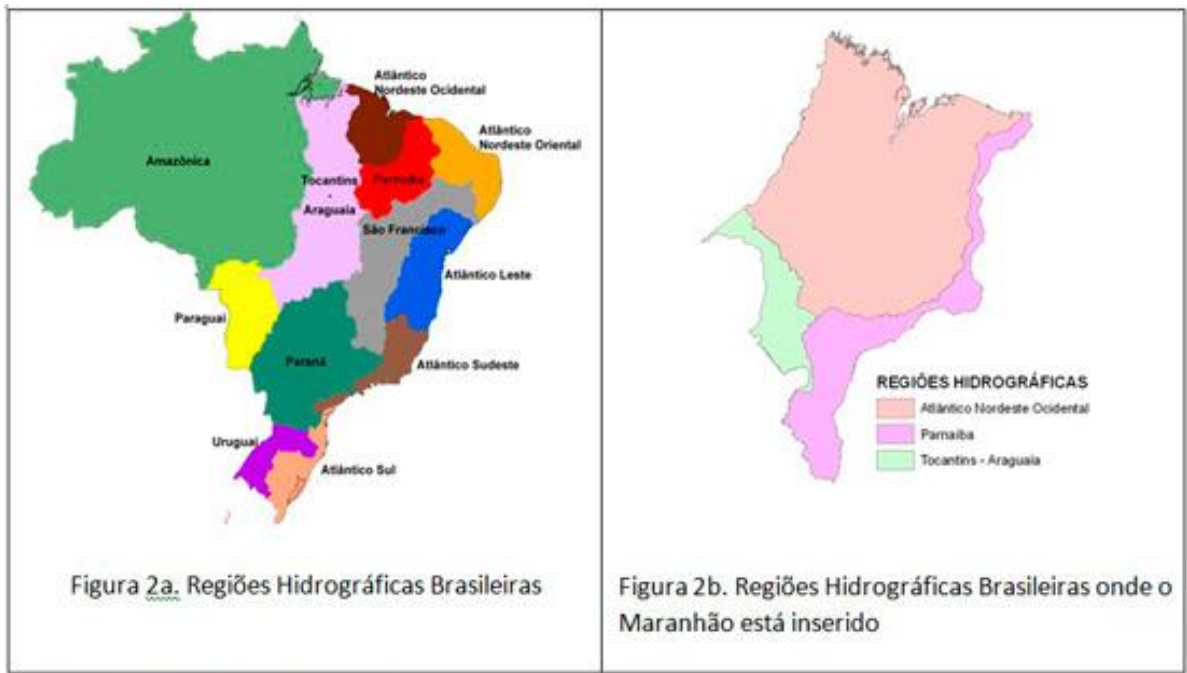 Atlântico
Nordeste Ocidental
Atlântico
Nordeste Oriental
Amazônica
Tocantins
-
Araguaia
Parnaíba
São Francisco
Atlântico Leste
Paraguai
Paraná
Atlântico Sudeste
Uruguai
Atlântico Sul
Figura 2a. Regiões Hidrográficas Brasileiras
REGIÕES HIDROGRÁFICAS
Atlântico Nordeste Ocidental
Parnaíba
Tocantins - Araguaia
Figura 2b. Regiões Hidrográficas Brasileiras onde o
Maranhão está inserido